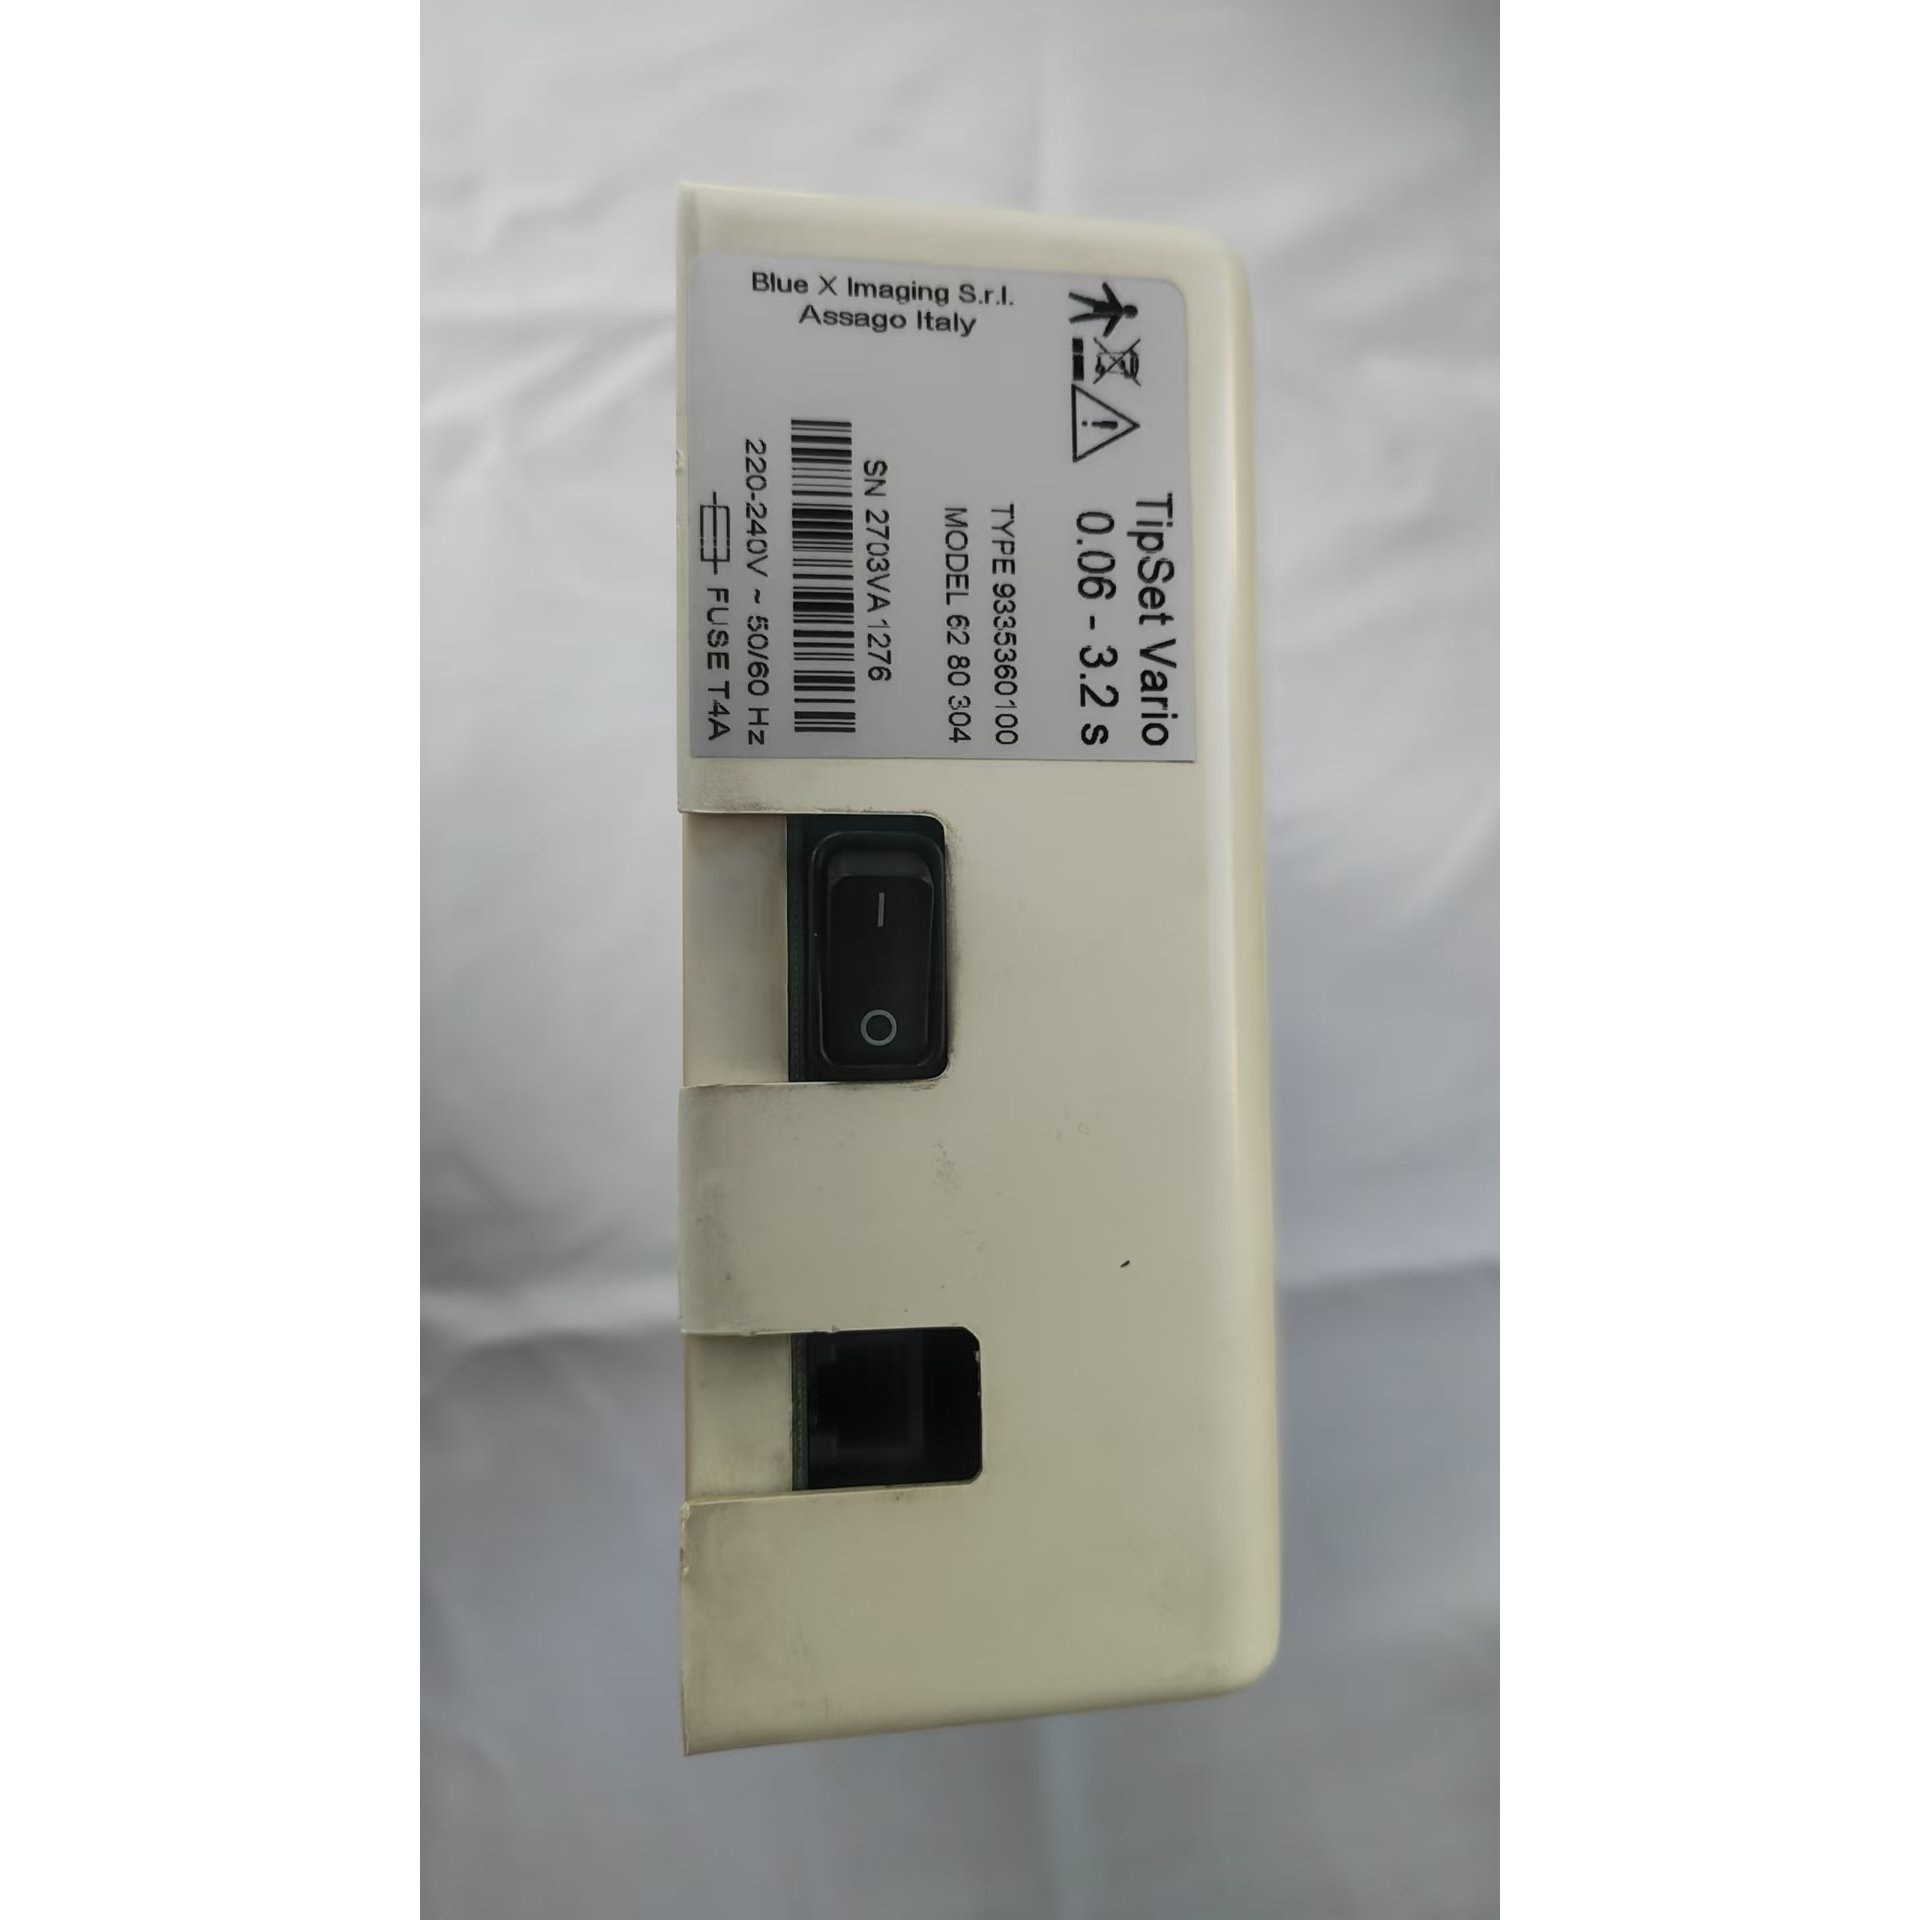 Blue X Imaging S.r.l.
Assago Italy
TipSet Vario
0.06 - 3.2 s
TYPE 9335360100
MODEL 62 80 304
SN 2703VA1276
220-240V ~ 50/60 Hz
FUSE T4A